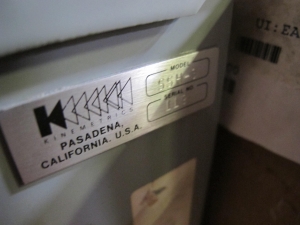 UI:EA
MODEL
SERIAL NO.
KINEMETRICS
PASADENA,
CALIFORNIA. U.S.A.